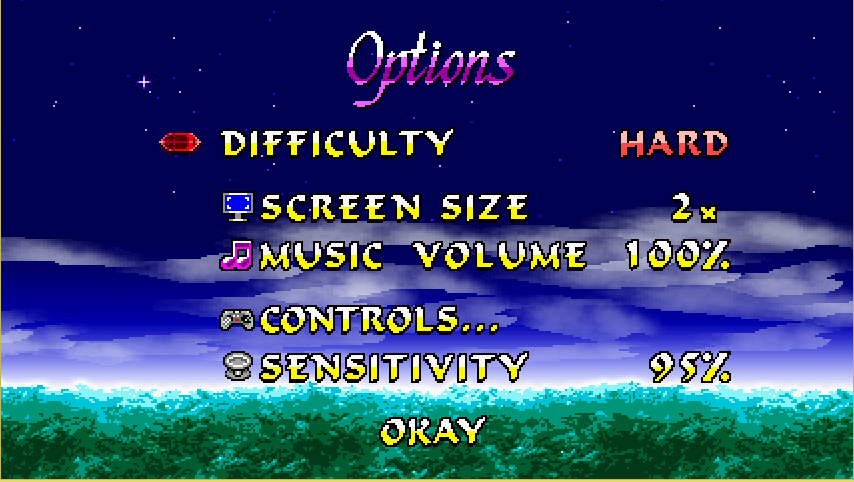 Options
DIFFICULTY HARD
SCREEN SIZE 2x
MUSIC VOLUME 100%
CONTROLS...
SENSITIVITY 95%
OKAY